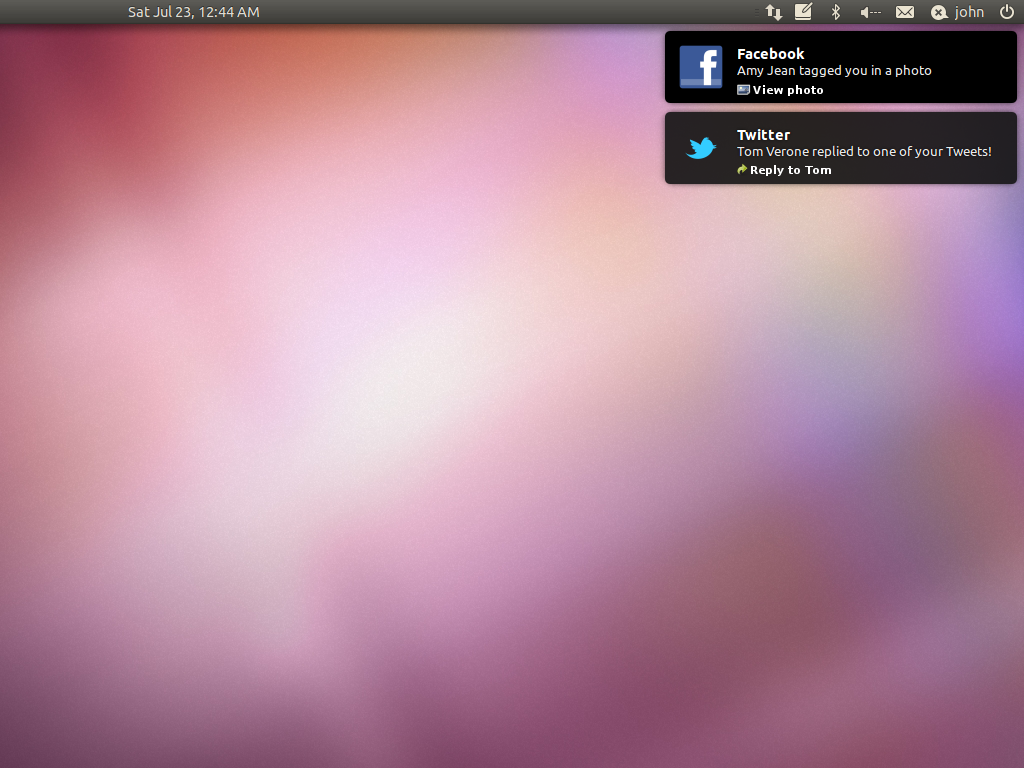 Sat Jul 23, 12:44 AM
john
Facebook
Amy Jean tagged you in a photo
View photo
Twitter
Tom Verone replied to one of your Tweets!
Reply to Tom